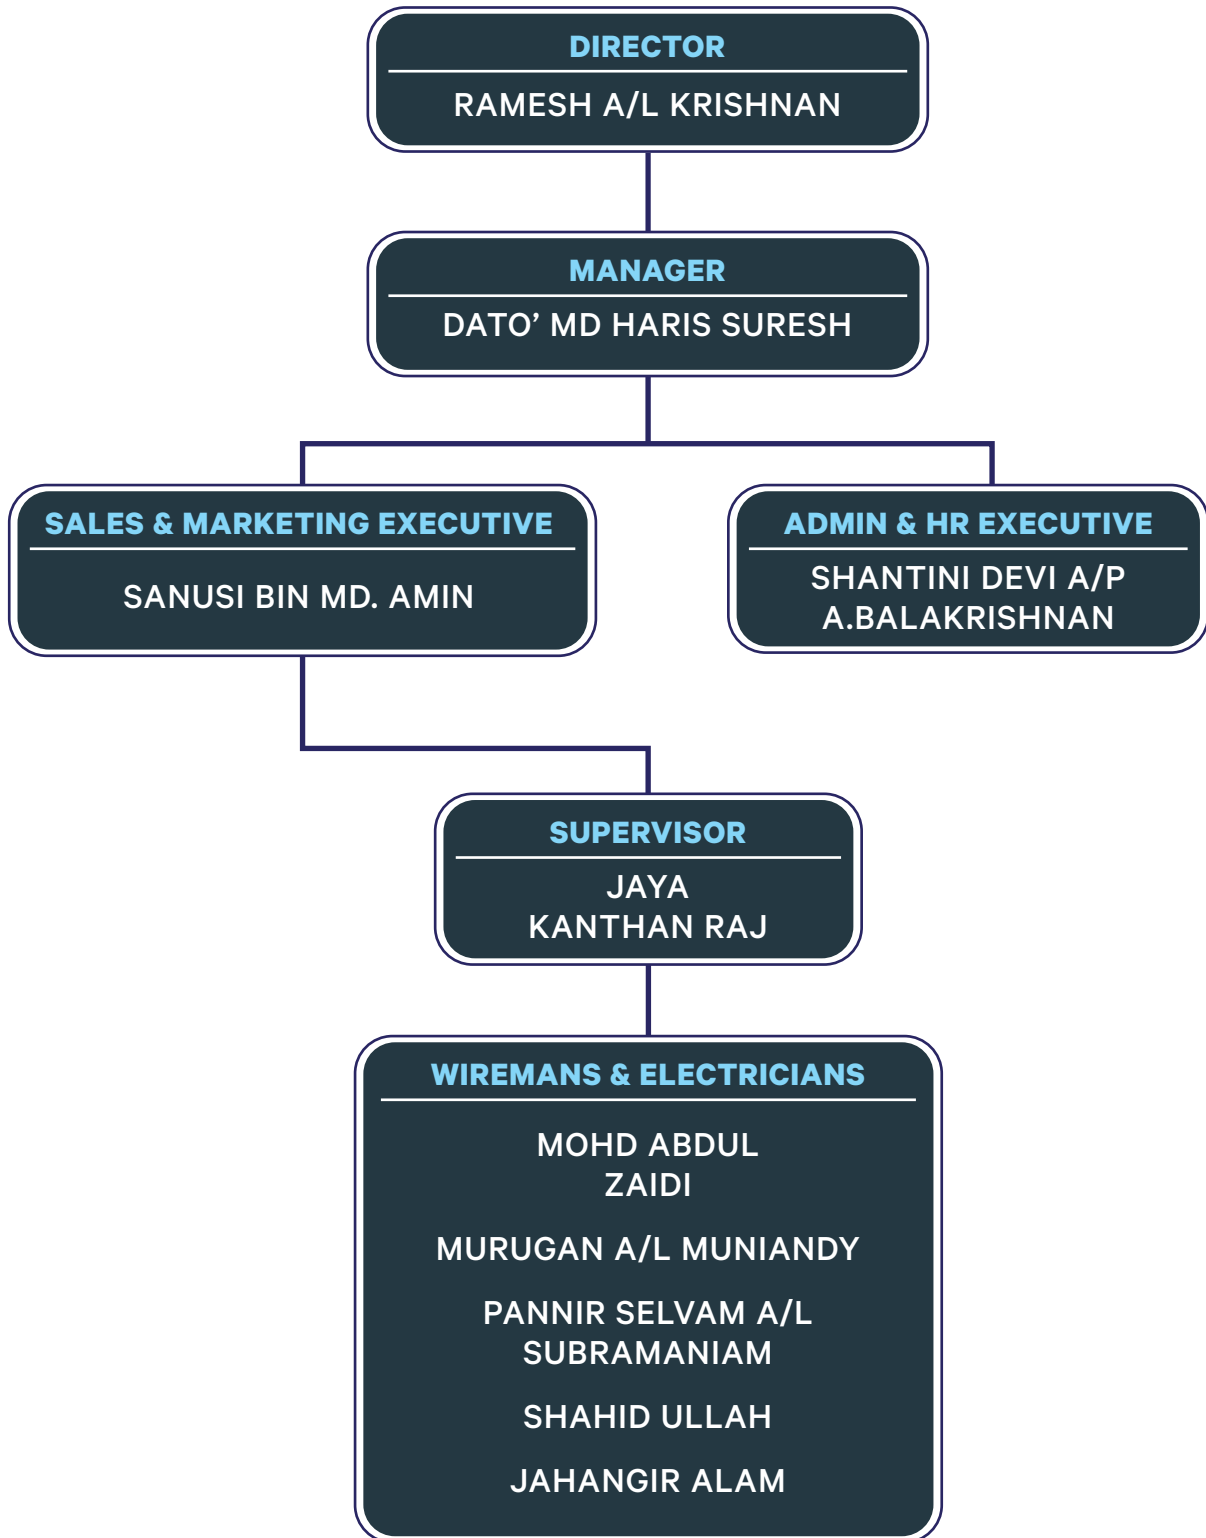 DIRECTOR
RAMESH A/L KRISHNAN
MANAGER
DATO’ MD HARIS SURESH
SALES & MARKETING EXECUTIVE
SANUSI BIN MD. AMIN
ADMIN & HR EXECUTIVE
SHANTINI DEVI A/P
A.BALAKRISHNAN
SUPERVISOR
JAYA
KANTHAN RAJ
WIREMANS & ELECTRICIANS
MOHD ABDUL
ZAIDI
MURUGAN A/L MUNIANDY
PANNIR SELVAM A/L
SUBRAMANIAM
SHAHID ULLAH
JAHANGIR ALAM